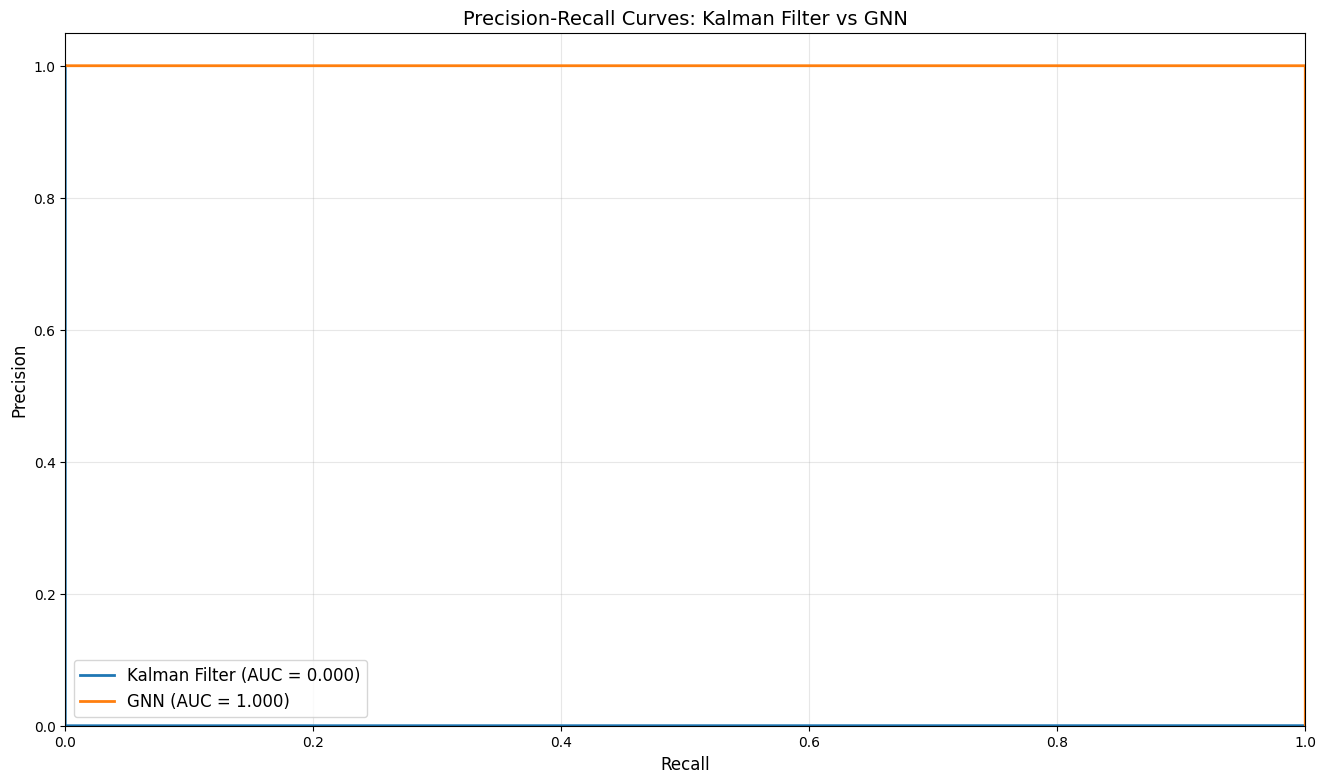 Precision-Recall Curves: Kalman Filter vs GNN
Precision
1.0
0.8
0.6
0.4
0.2
0.0
Kalman Filter (AUC = 0.000)
GNN (AUC = 1.000)
0.0 0.2 0.4 0.6 0.8 1.0
Recall